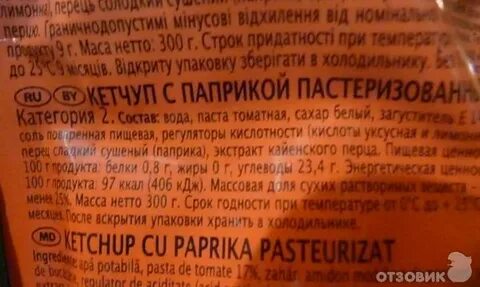 лимонна), перець солодкий сушений
перцю. Граничнодопустимі мінусові відхилення від
продукту 9 г. Маса нетто: 300 г. Строк придатності при температурі
до 25°С 9 місяців. Відкриту упаковку зберігати в холодильнику.
RU BY КЕТЧУП С ПАПРИКОЙ ПАСТЕРИЗОВАНН
Категория 2. Состав: вода, паста томатная, сахар белый, загуститель Е
соль поваренная пищевая, регуляторы кислотности (кислоты уксусная и лимонн
перец сладкий сушеный (паприка), экстракт кайенского перца. Пищевая ценно
100 г продукта: белки 0,8 г, жиры 0 г, углеводы 23,4 г. Энергетическая ценно
100 г продукта: 97 ккал (406 кДж). Массовая доля сухих растворимых веществ -
менее 25%. Масса нетто: 300 г. Срок годности при температуре от 0°С до +25°С
месяцев. После вскрытия упаковки хранить в холодильнике.
MD KETCHUP CU PAPRIKA PASTEURIZAT
Ingrediente: apă potabilă, pasta de tomate 17%, zahăr, amidon
de bucătărie, regulator de aciditate
ОТЗОВИК